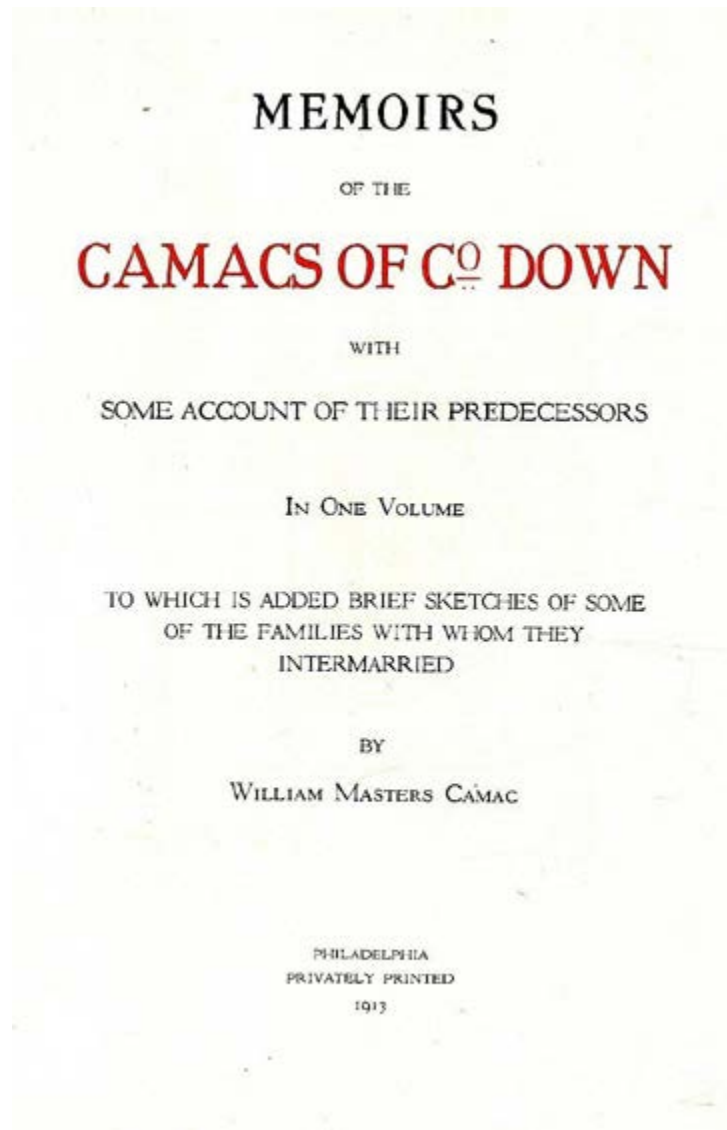 MEMOIRS
OF THE
CAMACS OF Cº DOWN
WITH
SOME ACCOUNT OF THEIR PREDECESSORS
IN ONE VOLUME
TO WHICH IS ADDED BRIEF SKETCHES OF SOME
OF THE FAMILIES WITH WHOM THEY
INTERMARRIED
BY
WILLIAM MASTERS CAMAC
PHILADELPHIA
PRIVATELY PRINTED
1913